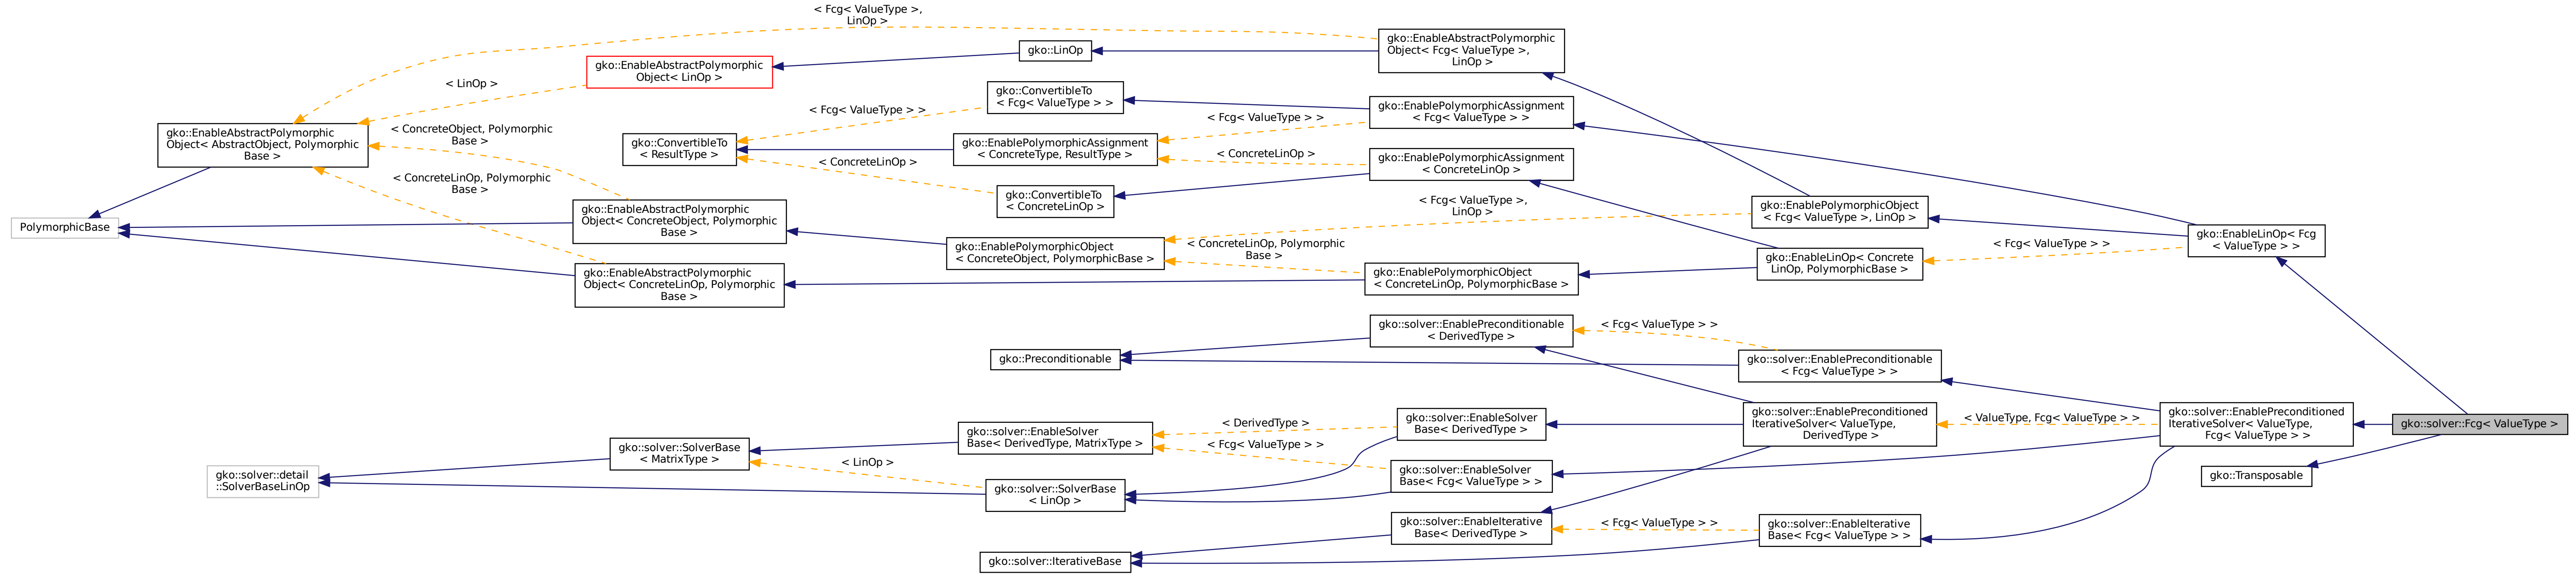 < Fcg< ValueType >,
LinOp >
gko::EnableAbstractPolymorphic
Object< Fcg< ValueType >,
LinOp >
gko::LinOp
gko::EnableAbstractPolymorphic
Object< LinOp >
< LinOp >
gko::ConvertibleTo
< Fcg< ValueType > >
< Fcg< ValueType > >
gko::EnablePolymorphicAssignment
< Fcg< ValueType > >
< Fcg< ValueType > >
gko::EnableAbstractPolymorphic
Object< AbstractObject, Polymorphic
Base >
< ConcreteObject, Polymorphic
Base >
gko::ConvertibleTo
< ResultType >
gko::EnablePolymorphicAssignment
< ConcreteType, ResultType >
< ConcreteLinOp >
< ConcreteLinOp >
gko::EnablePolymorphicAssignment
< ConcreteLinOp >
< ConcreteLinOp, Polymorphic
Base >
gko::ConvertibleTo
< ConcreteLinOp >
< Fcg< ValueType >,
LinOp >
gko::EnablePolymorphicObject
< Fcg< ValueType >, LinOp >
PolymorphicBase
gko::EnableAbstractPolymorphic
Object< ConcreteObject, Polymorphic
Base >
gko::EnablePolymorphicObject
< ConcreteObject, PolymorphicBase >
< ConcreteLinOp, Polymorphic
Base >
< Fcg< ValueType > >
gko::EnableLinOp< Fcg
< ValueType > >
gko::EnableAbstractPolymorphic
Object< ConcreteLinOp, Polymorphic
Base >
gko::EnablePolymorphicObject
< ConcreteLinOp, PolymorphicBase >
gko::EnableLinOp< Concrete
LinOp, PolymorphicBase >
gko::solver::EnablePreconditionable
< DerivedType >
< Fcg< ValueType > >
gko::Preconditionable
gko::solver::EnablePreconditionable
< Fcg< ValueType > >
gko::solver::EnableSolver
Base< DerivedType >
gko::solver::EnablePreconditioned
IterativeSolver< ValueType,
DerivedType >
< ValueType, Fcg< ValueType > >
gko::solver::EnablePreconditioned
IterativeSolver< ValueType,
Fcg< ValueType > >
gko::solver::Fcg< ValueType >
< DerivedType >
gko::solver::EnableSolver
Base< DerivedType, MatrixType >
< Fcg< ValueType > >
gko::solver::SolverBase
< MatrixType >
< LinOp >
gko::solver::detail
::SolverBaseLinOp
gko::solver::EnableSolver
Base< Fcg< ValueType > >
gko::Transposable
gko::solver::SolverBase
< LinOp >
gko::solver::EnableIterative
Base< DerivedType >
< Fcg< ValueType > >
gko::solver::EnableIterative
Base< Fcg< ValueType > >
gko::solver::IterativeBase